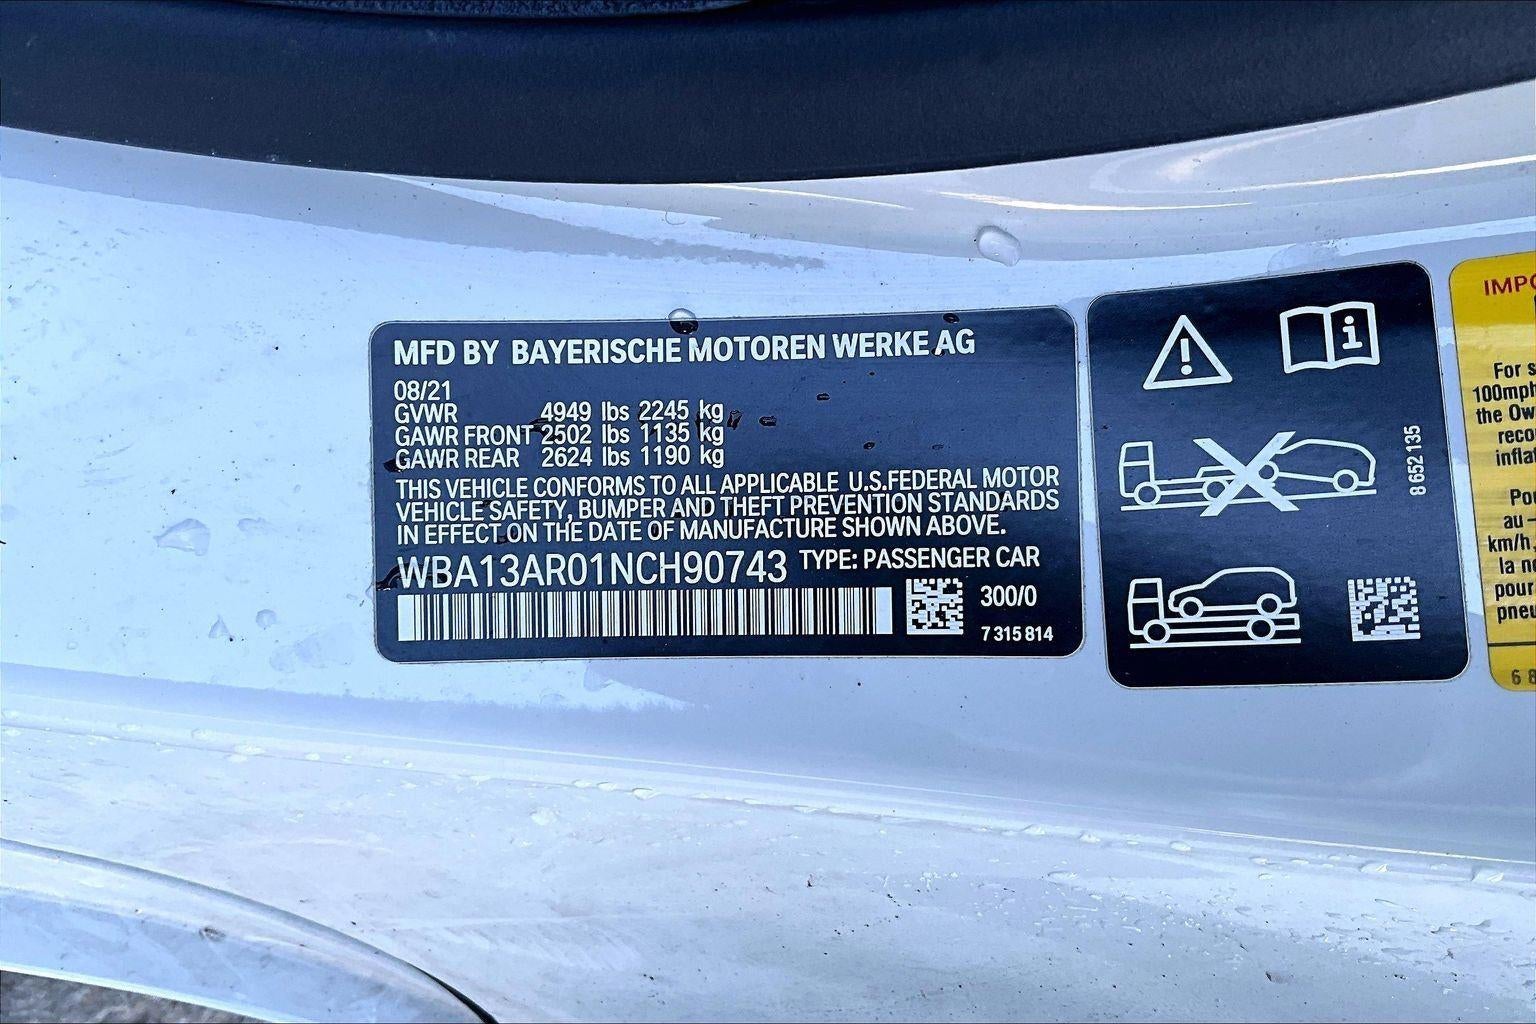 MFD BY BAYERISCHE MOTOREN WERKE AG
08/21
GVWR 4949 lbs 2245 kg
GAWR FRONT 2502 lbs 1135 kg
GAWR REAR 2624 lbs 1190 kg
THIS VEHICLE CONFORMS TO ALL APPLICABLE U.S.FEDERAL MOTOR
VEHICLE SAFETY, BUMPER AND THEFT PREVENTION STANDARDS
IN EFFECT ON THE DATE OF MANUFACTURE SHOWN ABOVE.
WBA13AR01NCH90743 TYPE: PASSENGER CAR
300/0
7 315 814
8 652 135
IMPO
For s
100mph
the Ow
reco
inflat
Po
au -
km/h,
la n
pour
pneu
6 8